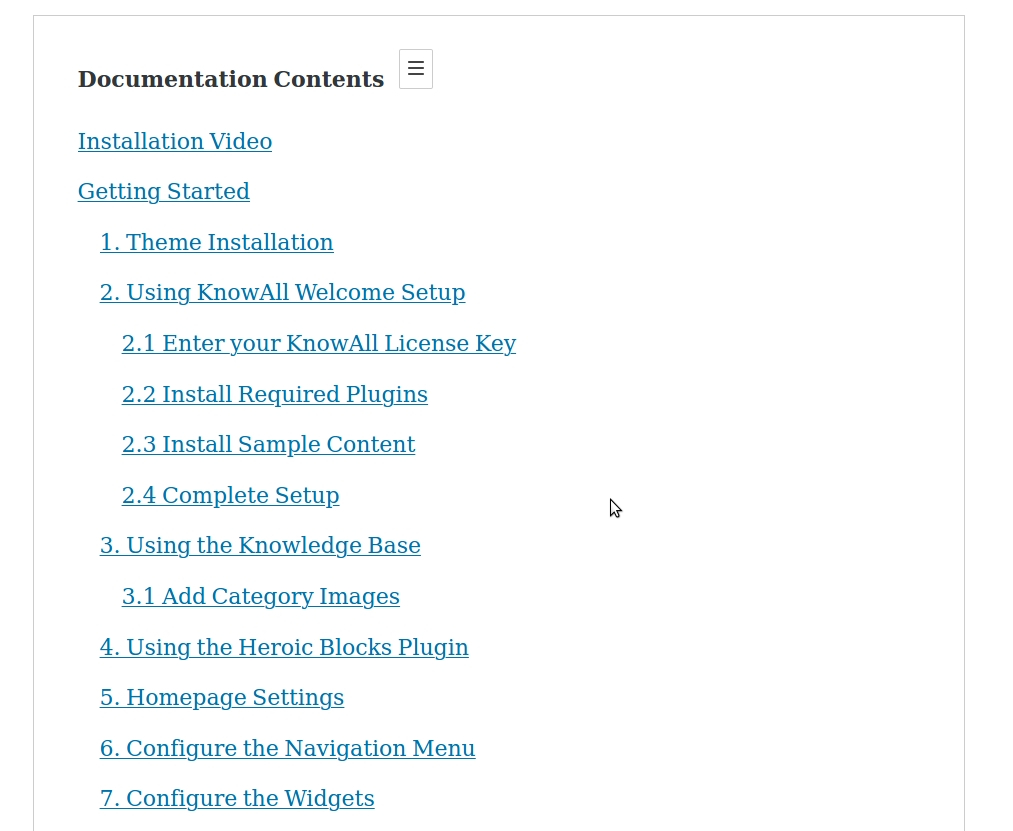 Documentation Contents
Installation Video
Getting Started
1. Theme Installation
2. Using KnowAll Welcome Setup
2.1 Enter your KnowAll License Key
2.2 Install Required Plugins
2.3 Install Sample Content
2.4 Complete Setup
3. Using the Knowledge Base
3.1 Add Category Images
4. Using the Heroic Blocks Plugin
5. Homepage Settings
6. Configure the Navigation Menu
7. Configure the Widgets